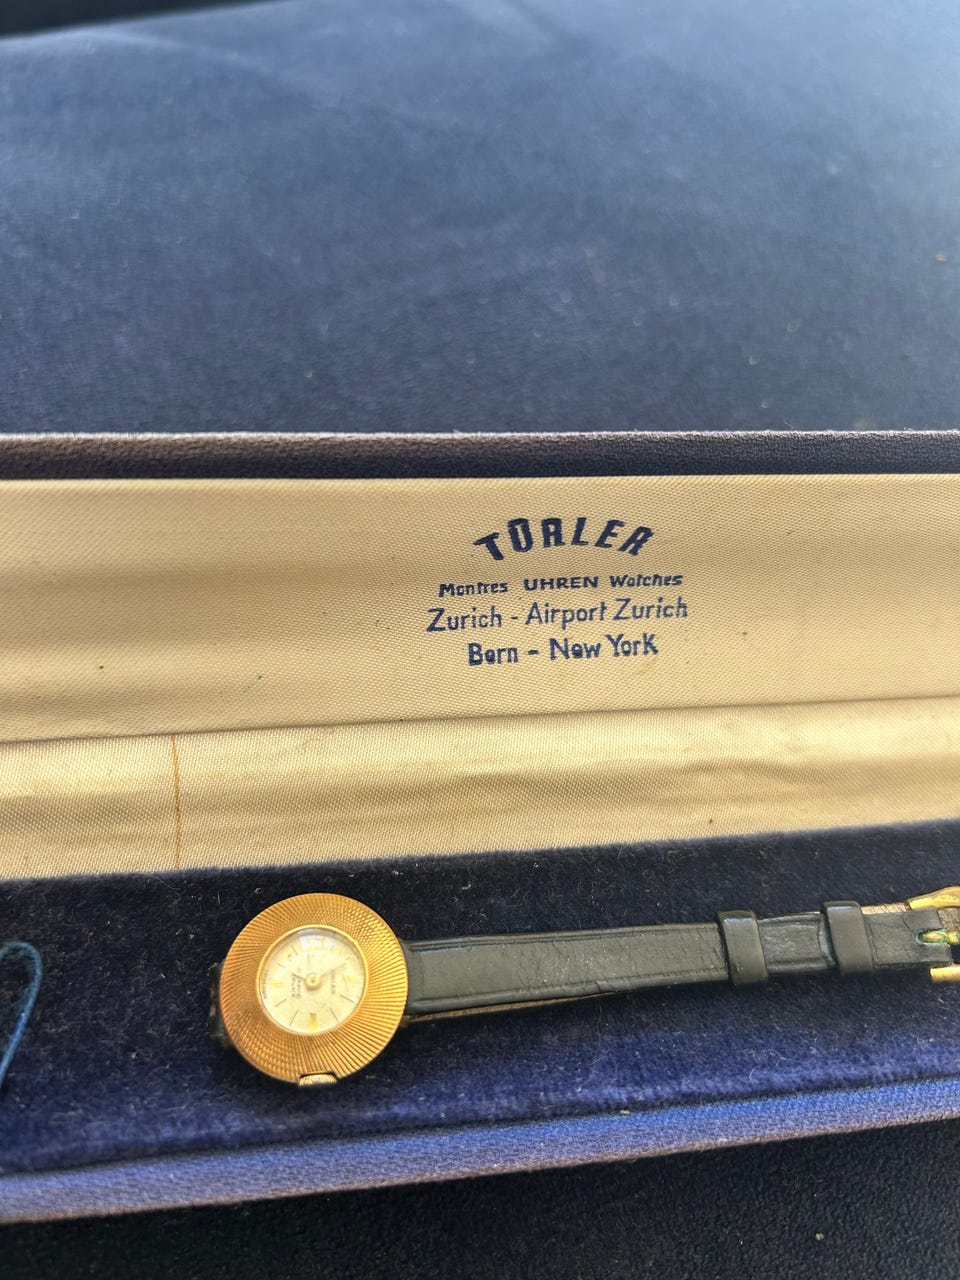 TÜRLER
Montres UHREN Watches
Zurich - Airport Zurich
Bern - New York